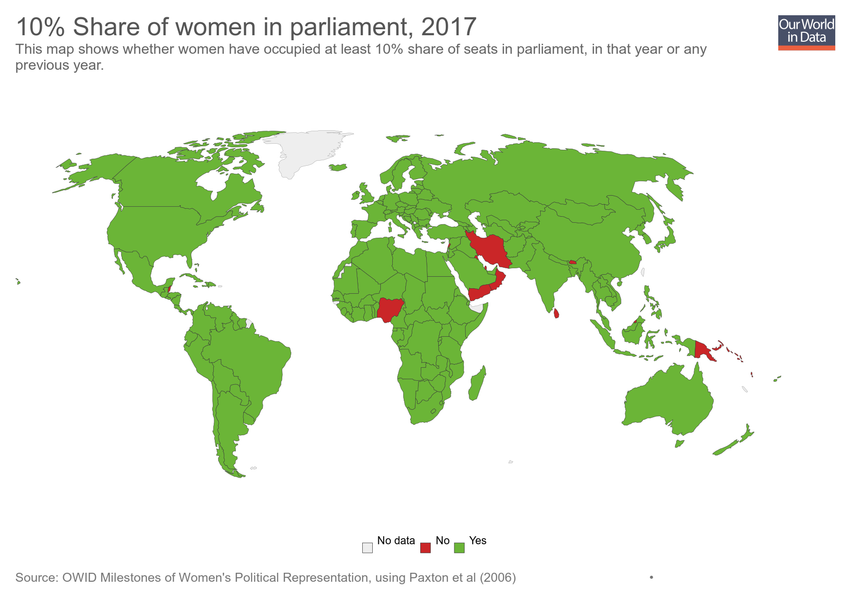 10% Share of women in parliament, 2017
Our World
in Data
This map shows whether women have occupied at least 10% share of seats in parliament, in that year or any
previous year.
No data No Yes
Source: OWID Milestones of Women's Political Representation, using Paxton et al (2006) •